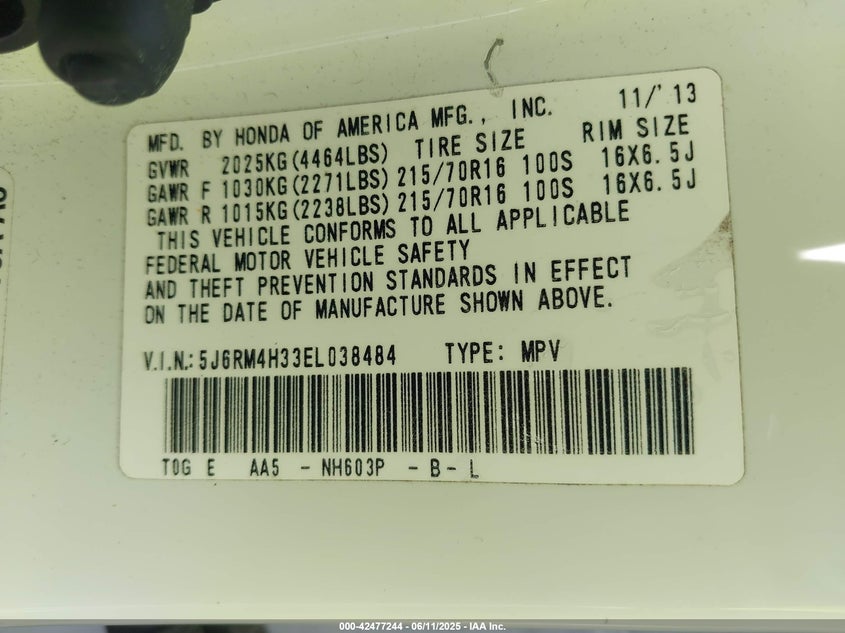 MFD. BY HONDA OF AMERICA MFG., INC. 11/'13
GVWR 2025KG(4464LBS) TIRE SIZE RIM SIZE
GAWR F 1030KG(2271LBS) 215/70R16 100S 16X6.5J
GAWR R 1015KG(2238LBS) 215/70R16 100S 16X6.5J
THIS VEHICLE CONFORMS TO ALL APPLICABLE
FEDERAL MOTOR VEHICLE SAFETY
AND THEFT PREVENTION STANDARDS IN EFFECT
ON THE DATE OF MANUFACTURE SHOWN ABOVE.
V.I.N.: 5J6RM4H33EL038484 TYPE: MPV
T0G E AA5 - NH603P - B - L
000-42477244 - 06/11/2025 - IAA Inc.